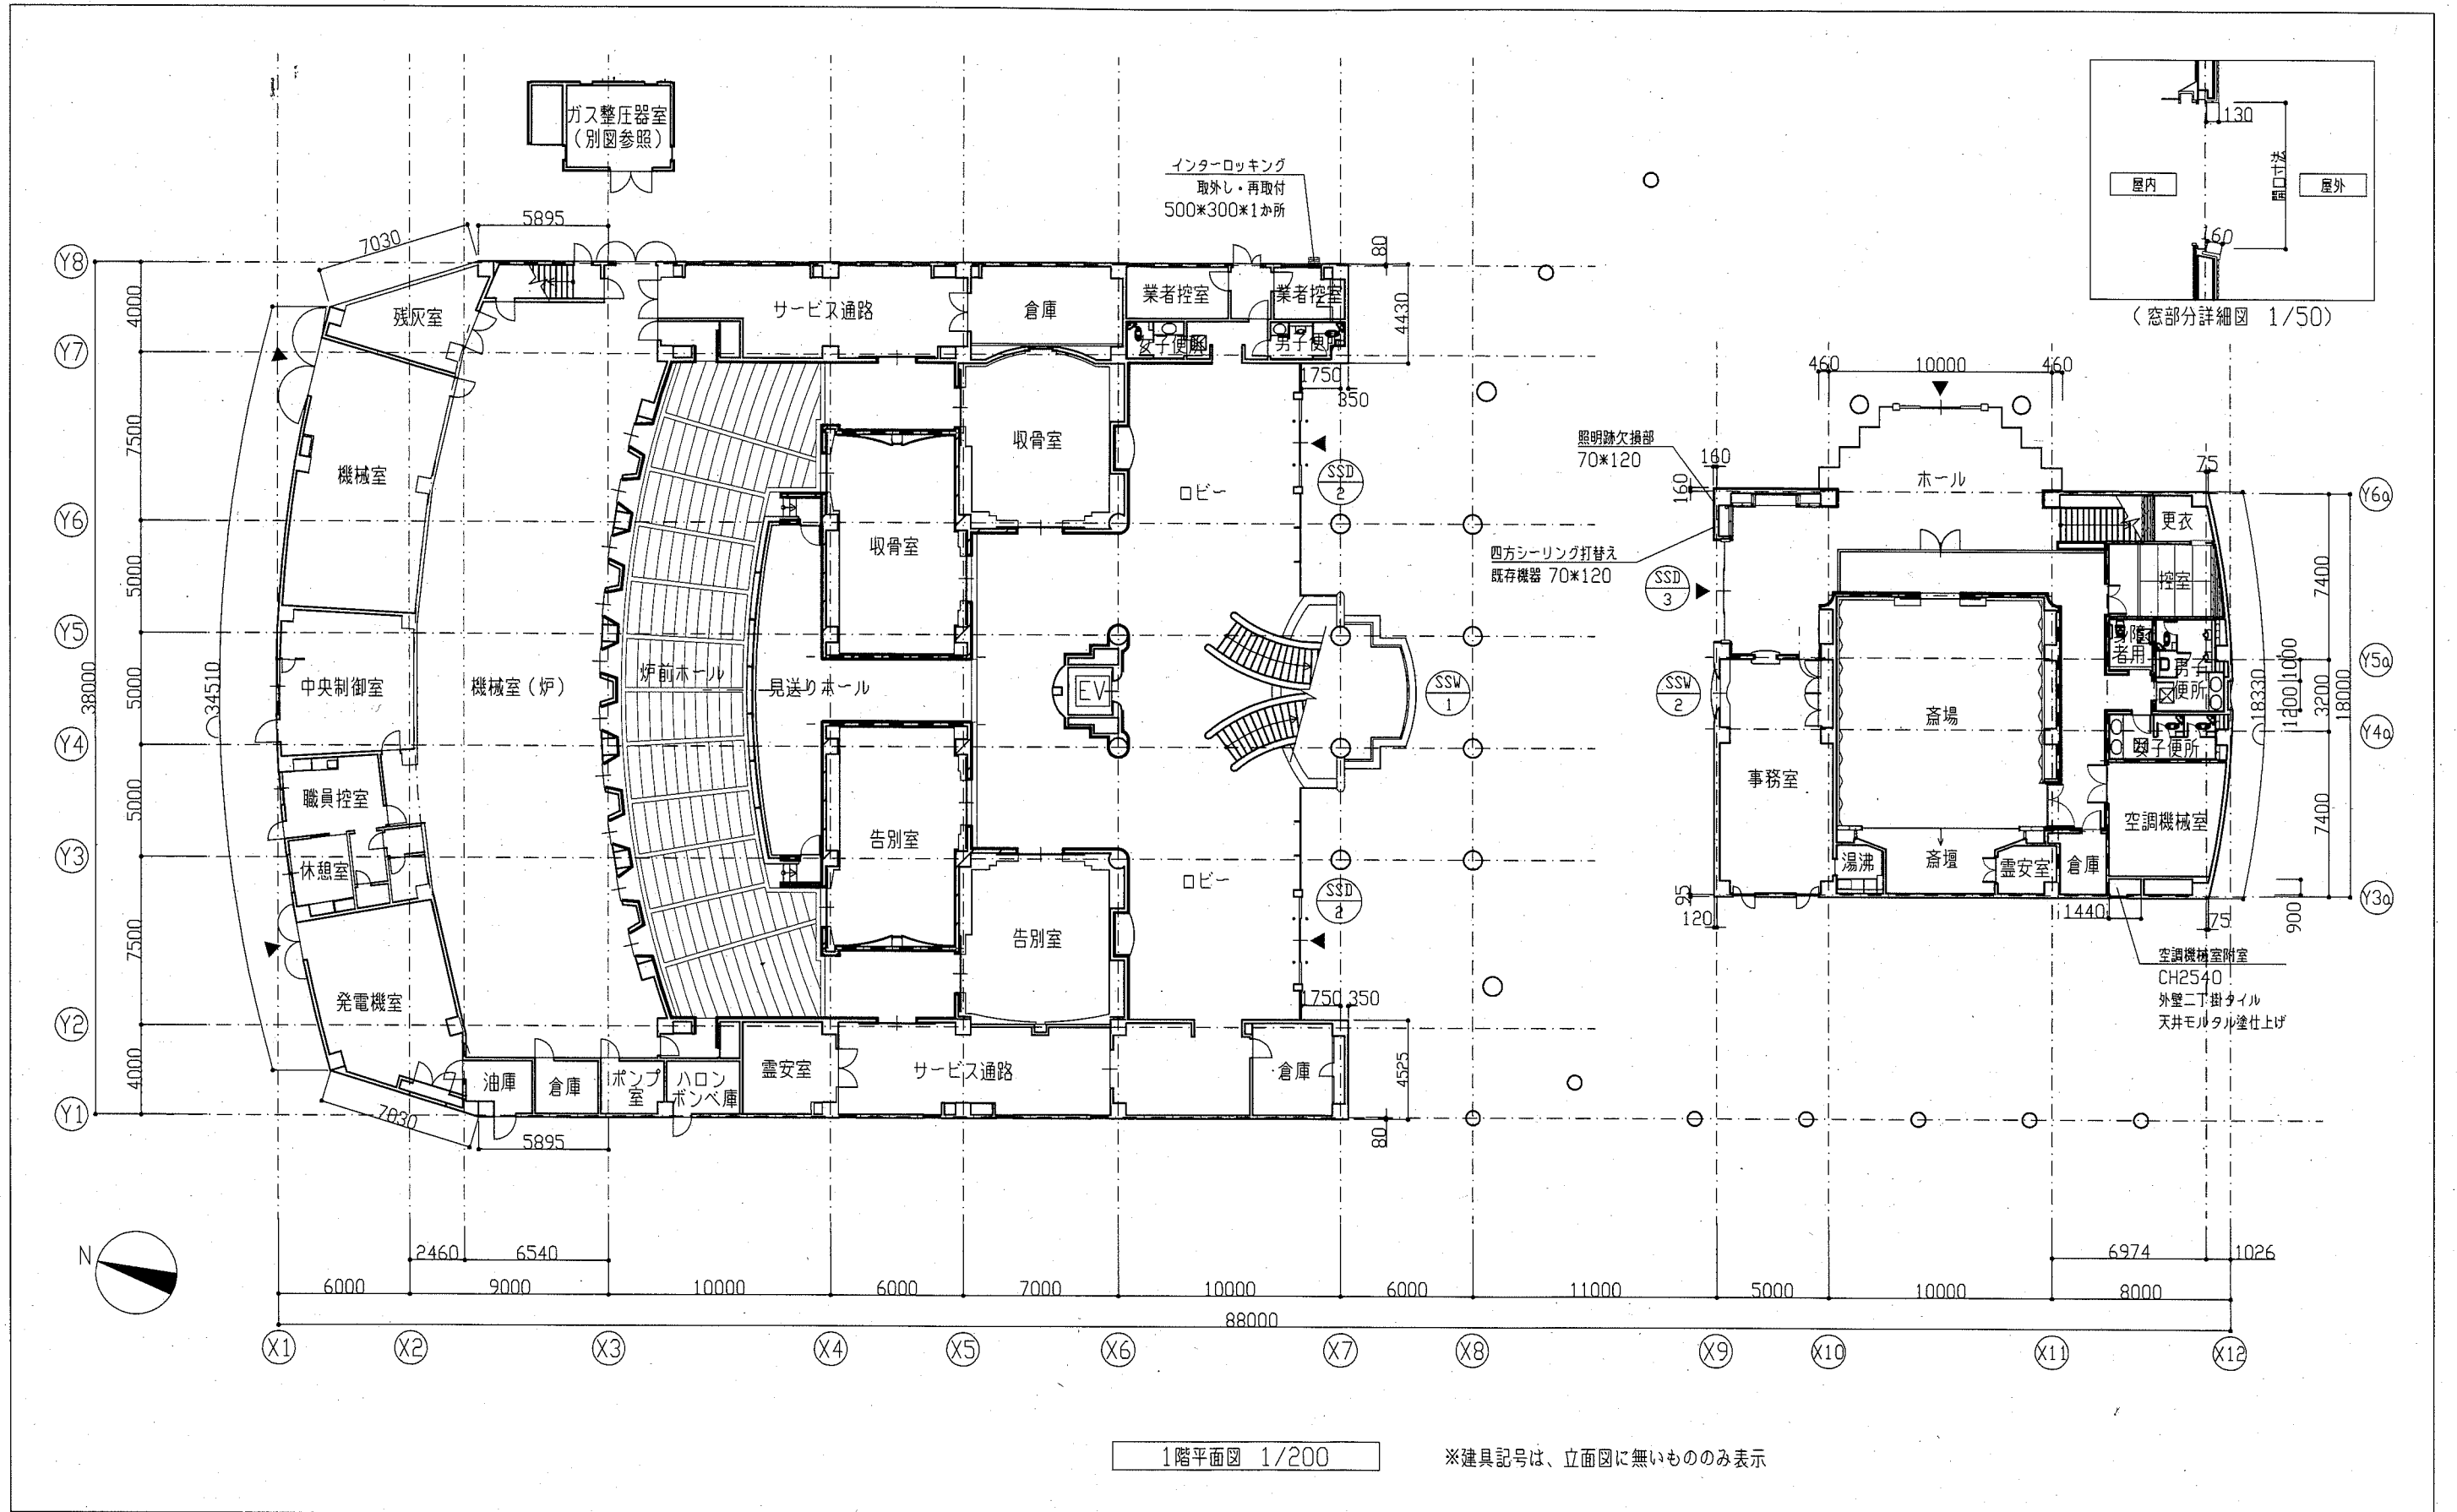 ガス整圧器室
(別図参照)
インターロッキング
取外し・再取付
500*300*1か所
130
開口寸法
屋内
屋外
160
(窓部分詳細図 1/50)
5895
7030
80
Y8
Y7
Y6
Y5
Y4
Y3
Y2
Y1
4000
7500
5000
5000
5000
7500
4000
38000
34510
4430
残灰室
サービス通路
倉庫
業者控室
業者控室
女子便所
男子便所
1750
350
機械室
収骨室
ロビー
SSD
2
収骨室
中央制御室
機械室(炉)
炉前ホール
見送りホール
EV
SSW
1
職員控室
休憩室
告別室
告別室
ロビー
SSD
2
1750
350
発電機室
油庫
倉庫
ポンプ
室
ハロン
ボンベ庫
霊安室
サービス通路
倉庫
4525
80
7030
5895
460
10000
460
照明跡欠損部
70*120
160
160
75
ホール
更衣
Y6a
四方シーリング打替え
既存機器 70*120
SSD
3
控室
7400
身障
者用
男子
便所
Y5a
1000
1200
3200
18000
18330
SSW
2
斎場
女子便所
Y4a
事務室
空調機械室
7400
湯沸
斎壇
霊安室
倉庫
Y3a
95
120
1440
75
900
空調機械室附室
CH2540
外壁二丁掛タイル
天井モルタル塗仕上げ
N
2460
6540
6974
1026
6000
9000
10000
6000
7000
10000
6000
11000
5000
10000
8000
88000
X1
X2
X3
X4
X5
X6
X7
X8
X9
X10
X11
X12
1階平面図 1/200
※建具記号は、立面図に無いもののみ表示